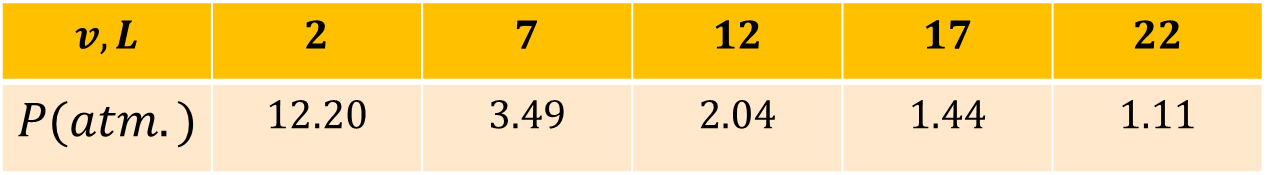 v, L 2 7 12 17 22
P(atm.) 12.20 3.49 2.04 1.44 1.11